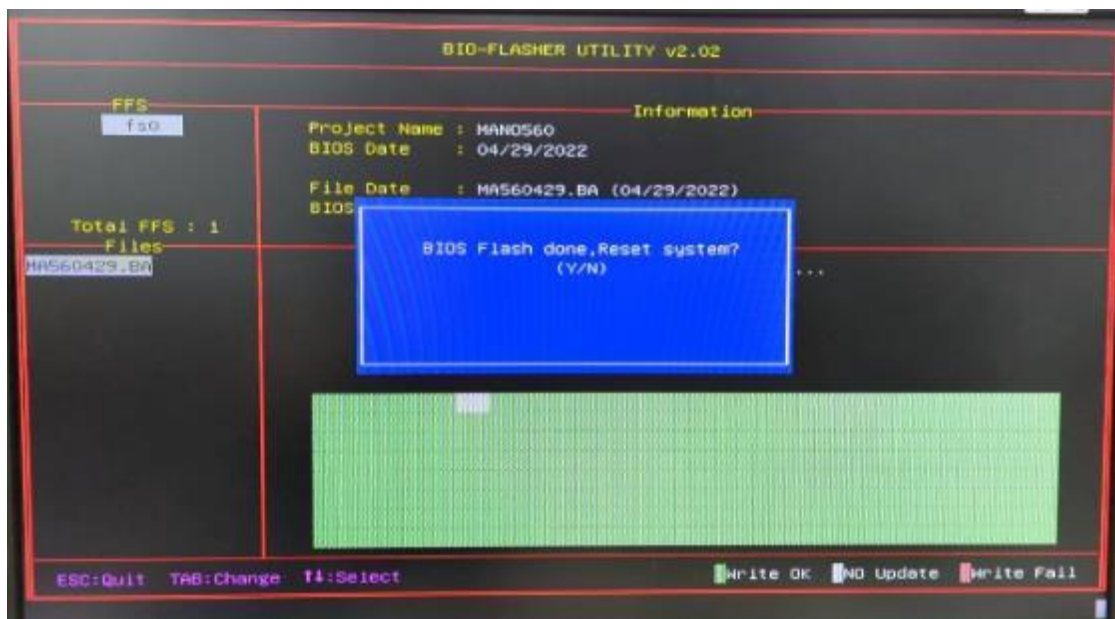 BIO-FLASHER UTILITY v2.02
FFS
fs0
Total FFS : 1
Files
MA560429.BA
Information
Project Name : MANO560
BIOS Date : 04/29/2022
File Date : MA560429.BA (04/29/2022)
BIOS
...
BIOS Flash done,Reset system?
(Y/N)
ESC:Quit TAB:Change ↑↓:Select
Write OK NO Update Write Fail